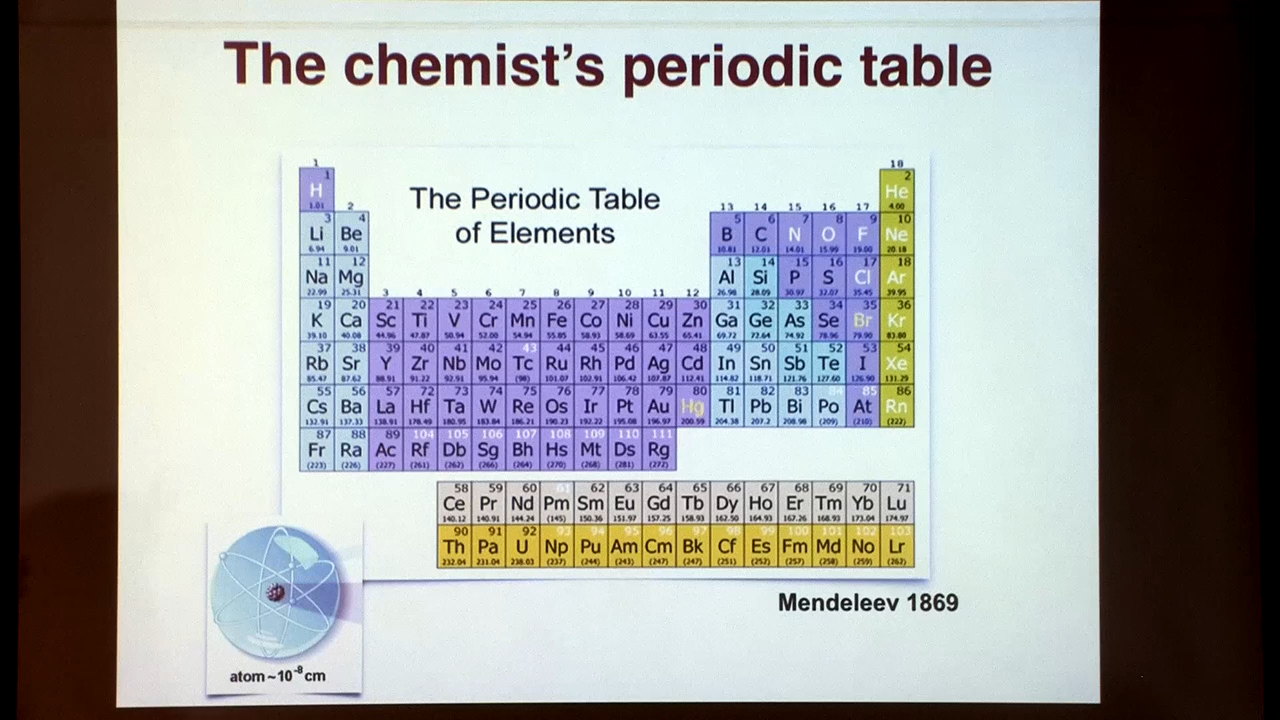 The chemist's periodic table
The Periodic Table
of Elements
1 18
1 2
H He
1.01 2 4.00
13 14 15 16 17
3 4 5 6 7 8 9 10
Li Be B C N O F Ne
6.94 9.01 10.81 12.01 14.01 15.99 19.00 20.18
11 12 13 14 15 16 17 18
Na Mg Al Si P S Cl Ar
22.99 25.31 3 4 5 6 7 8 9 10 11 12 26.98 28.09 30.97 32.07 35.45 39.95
19 20 21 22 23 24 25 26 27 28 29 30 31 32 33 34 35 36
K Ca Sc Ti V Cr Mn Fe Co Ni Cu Zn Ga Ge As Se Br Kr
39.10 40.08 44.96 47.87 50.94 52.00 54.94 55.85 58.93 58.69 63.55 65.41 69.72 72.64 74.92 78.96 79.90 83.80
37 38 39 40 41 42 43 44 45 46 47 48 49 50 51 52 53 54
Rb Sr Y Zr Nb Mo Tc Ru Rh Pd Ag Cd In Sn Sb Te I Xe
85.47 87.62 88.91 91.22 92.91 95.94 (98) 101.07 102.91 106.42 107.87 112.41 114.82 118.71 121.76 127.60 126.90 131.29
55 56 57 72 73 74 75 76 77 78 79 80 81 82 83 84 85 86
Cs Ba La Hf Ta W Re Os Ir Pt Au Hg Tl Pb Bi Po At Rn
132.91 137.33 138.91 178.49 180.95 183.84 186.21 190.23 192.22 195.08 196.97 200.59 204.38 207.2 208.98 (209) (210) (222)
87 88 89 104 105 106 107 108 109 110 111
Fr Ra Ac Rf Db Sg Bh Hs Mt Ds Rg
(223) (226) (227) (261) (262) (266) (264) (270) (268) (281) (272)
58 59 60 61 62 63 64 65 66 67 68 69 70 71
Ce Pr Nd Pm Sm Eu Gd Tb Dy Ho Er Tm Yb Lu
140.12 140.91 144.24 (145) 150.36 151.97 157.25 158.93 162.50 164.93 167.26 168.93 173.04 174.97
90 91 92 93 94 95 96 97 98 99 100 101 102 103
Th Pa U Np Pu Am Cm Bk Cf Es Fm Md No Lr
232.04 231.04 238.03 (237) (244) (243) (247) (247) (251) (252) (257) (258) (259) (262)
Mendeleev 1869
atom~10⁻⁸cm